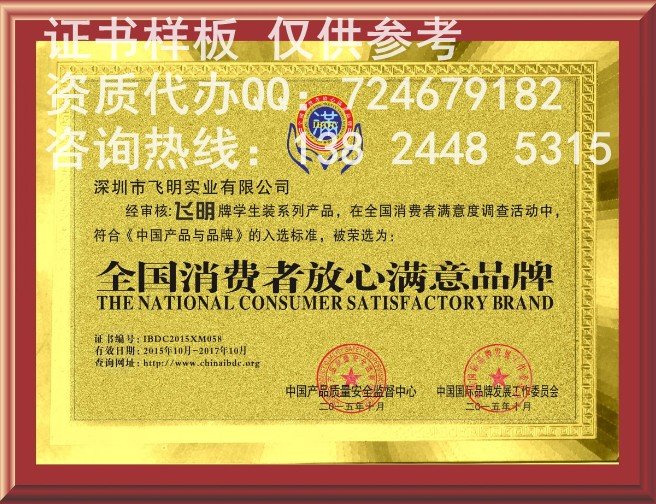 证书样板 仅供参考
资质代办QQ：724679182
咨询热线：138 2448 5315
满
深圳市飞明实业有限公司
经审核:飞明牌学生装系列产品，在全国消费者满意度调查活动中，
符合《中国产品与品牌》的入选标准，被荣选为：
全国消费者放心满意品牌
THE NATIONAL CONSUMER SATISFACTORY BRAND
证书编号：IBDC2015XM058
有效日期：2015年10月-2017年10月
查询网址：http://www.chinaibdc.org
中国产品质量安全监督中心
二〇一五年十月
中国国际品牌发展工作委员会
二〇一五年十月